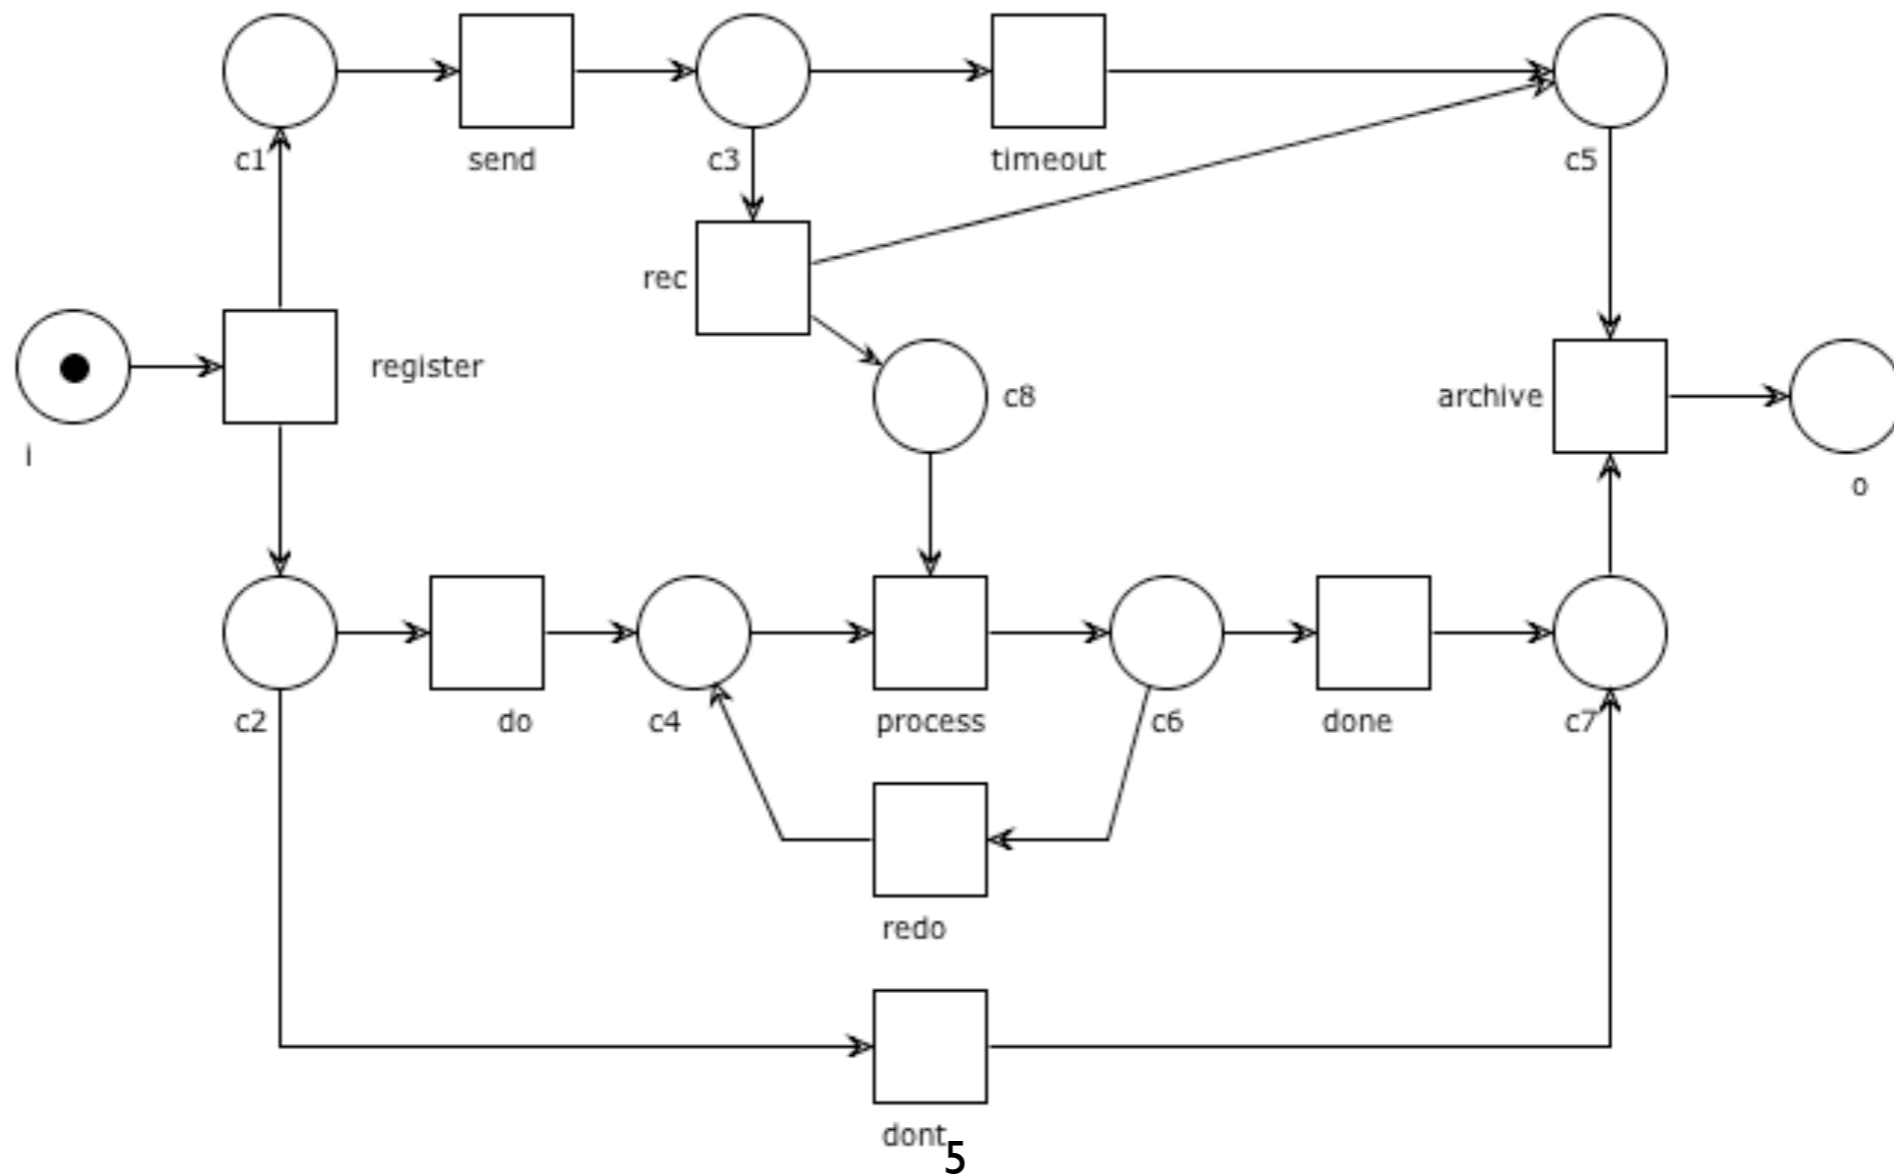 c1
send
c3
timeout
c5
rec
register
c8
archive
i
o
c2
do
c4
process
c6
done
c7
redo
dont
5